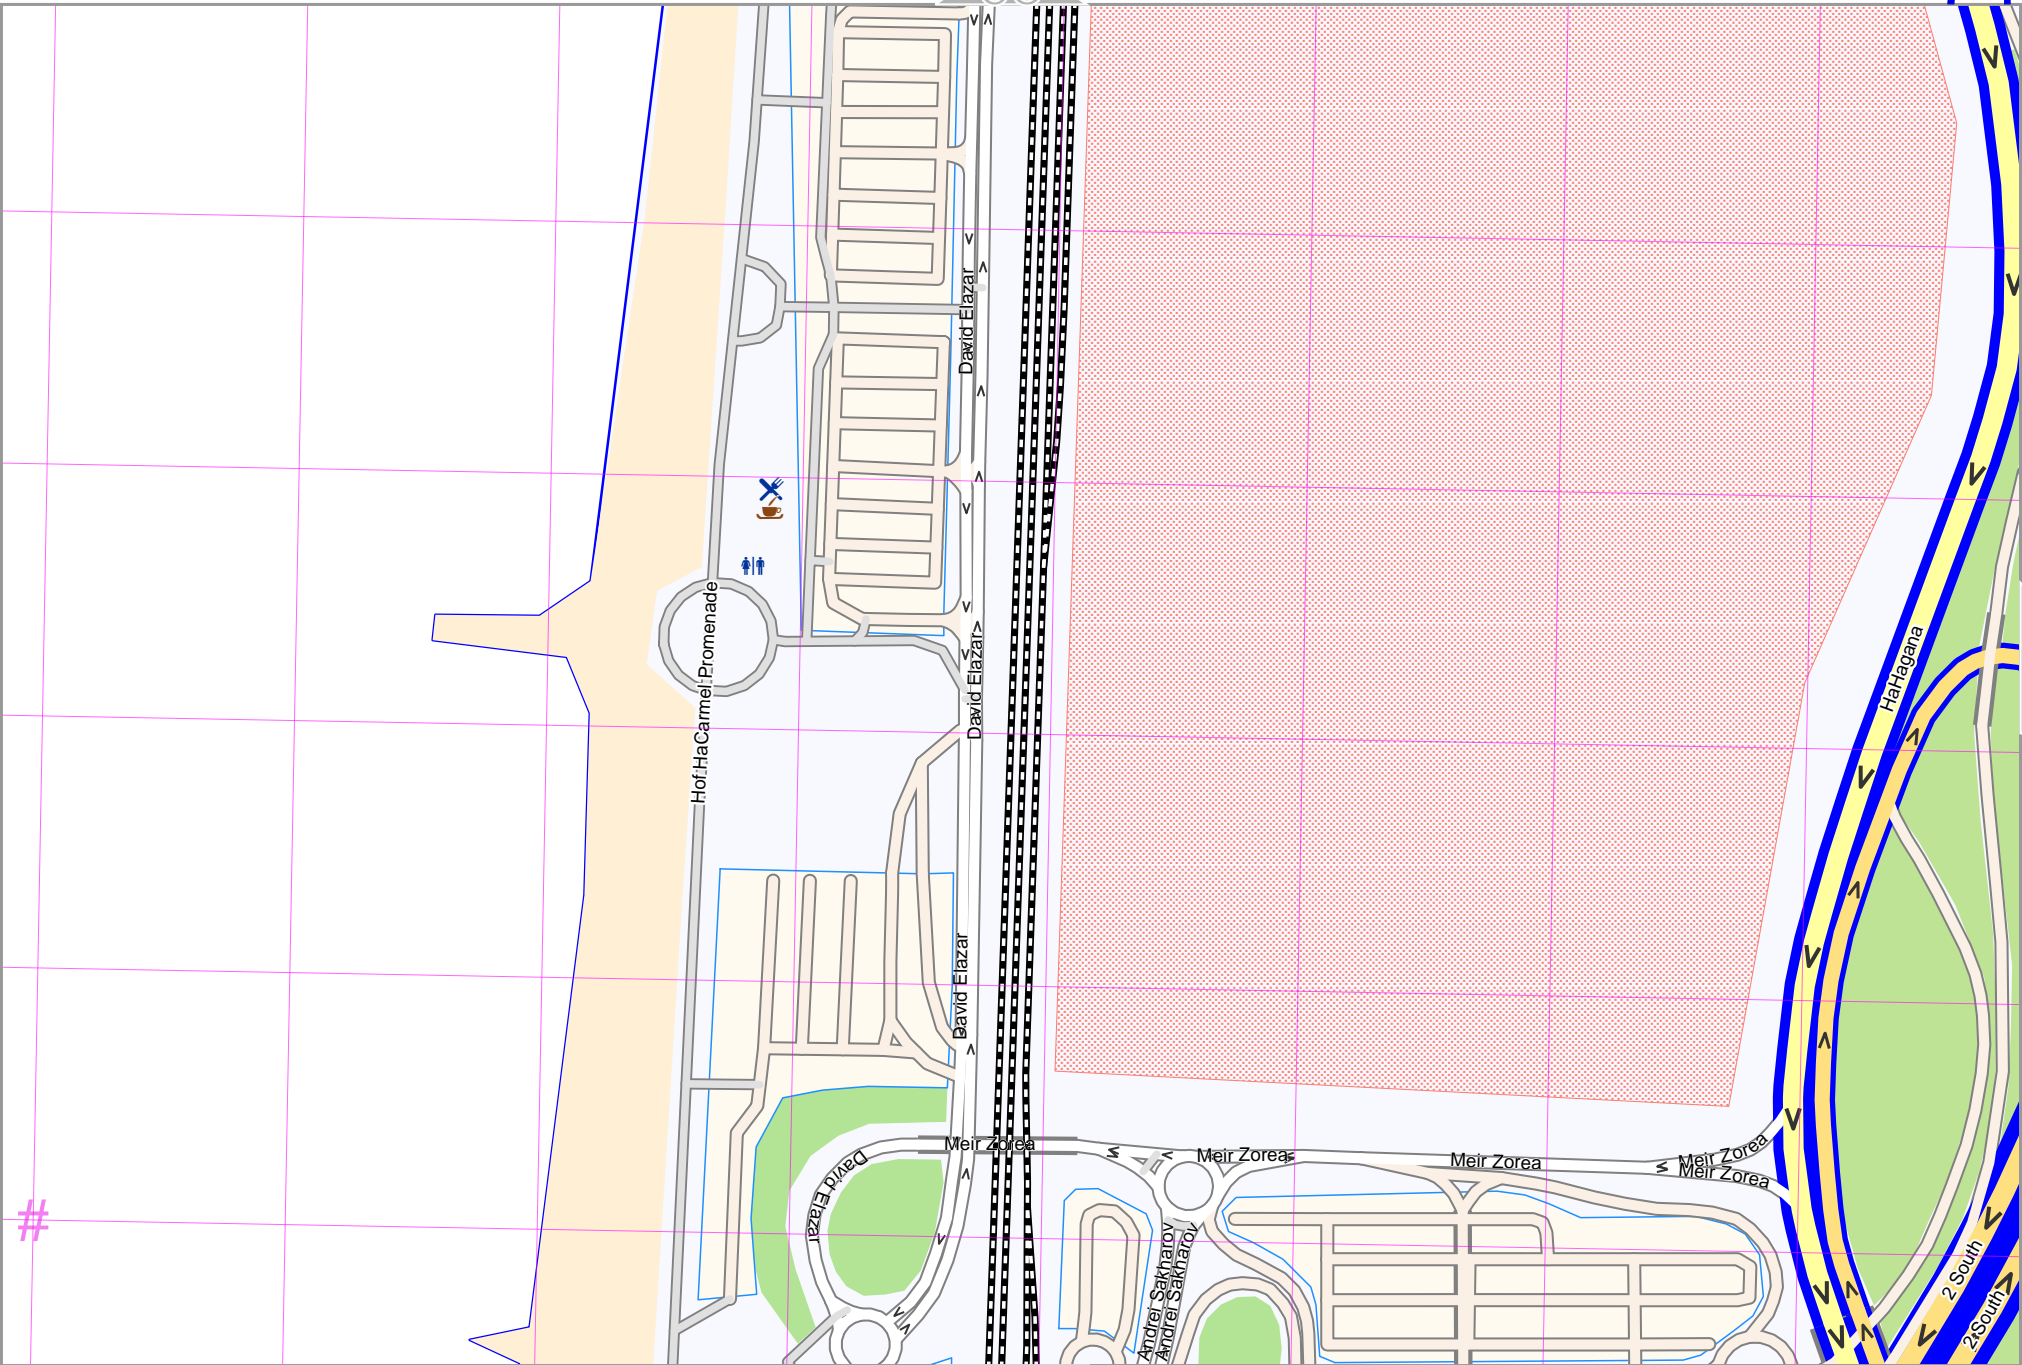 David Elazar
Hof HaCarmel Promenade
David Elazar
HaHagana
David Elazar
Meir Zorea
Meir Zorea
Meir Zorea
Meir Zorea
Meir Zorea
David Elazar
Andrei Sakharov
Andrei Sakharov
2 South
2 South
#